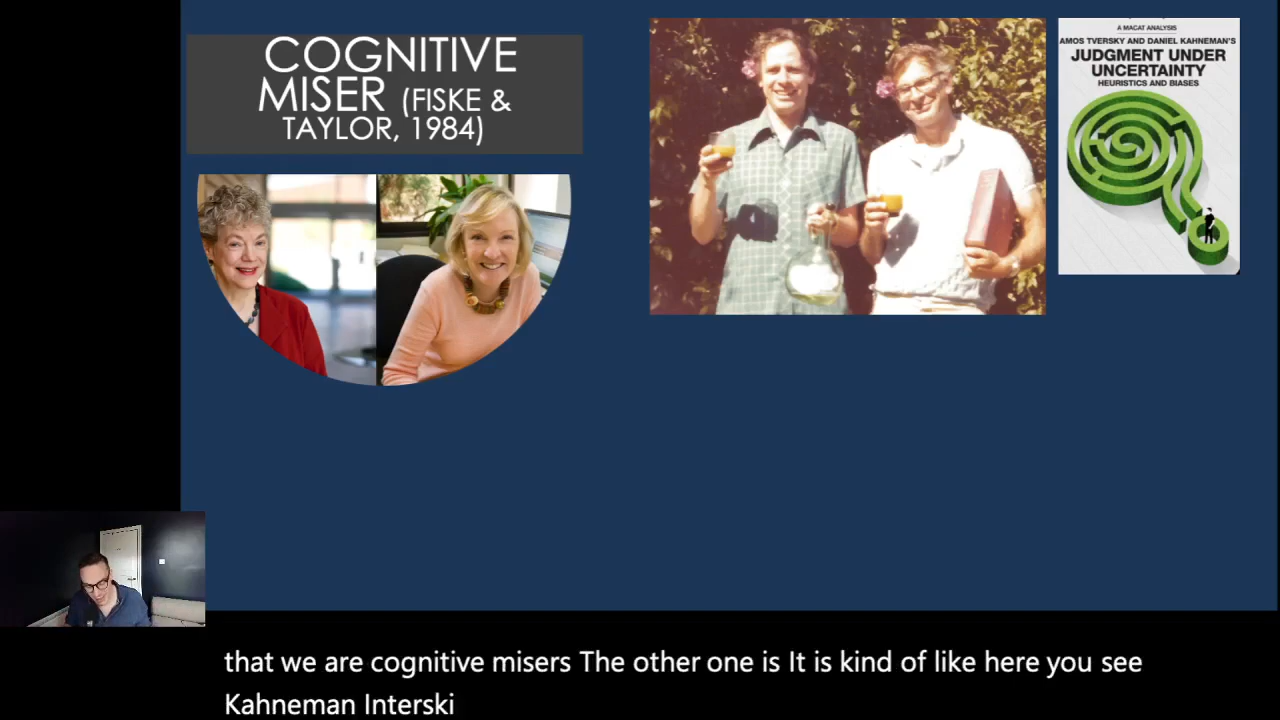 COGNITIVE
MISER (FISKE &
TAYLOR, 1984)
A MACAT ANALYSIS
AMOS TVERSKY AND DANIEL KAHNEMAN'S
JUDGMENT UNDER
UNCERTAINTY
HEURISTICS AND BIASES
that we are cognitive misers The other one is It is kind of like here you see
Kahneman Interski